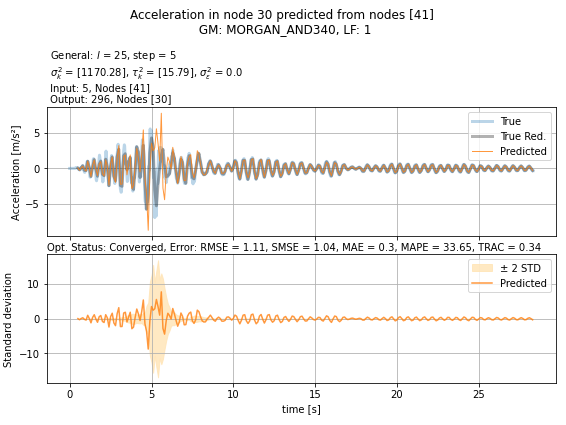 Acceleration in node 30 predicted from nodes [41]
GM: MORGAN_AND340, LF: 1
General: l = 25, step = 5
σ²ₖ = [1170.28], τ²ₖ = [15.79], σ²ₑ = 0.0
Input: 5, Nodes [41]
Output: 296, Nodes [30]
True
True Red.
Predicted
Acceleration [m/s²]
5
0
−5
Opt. Status: Converged, Error: RMSE = 1.11, SMSE = 1.04, MAE = 0.3, MAPE = 33.65, TRAC = 0.34
± 2 STD
Predicted
Standard deviation
10
0
−10
0 5 10 15 20 25
time [s]